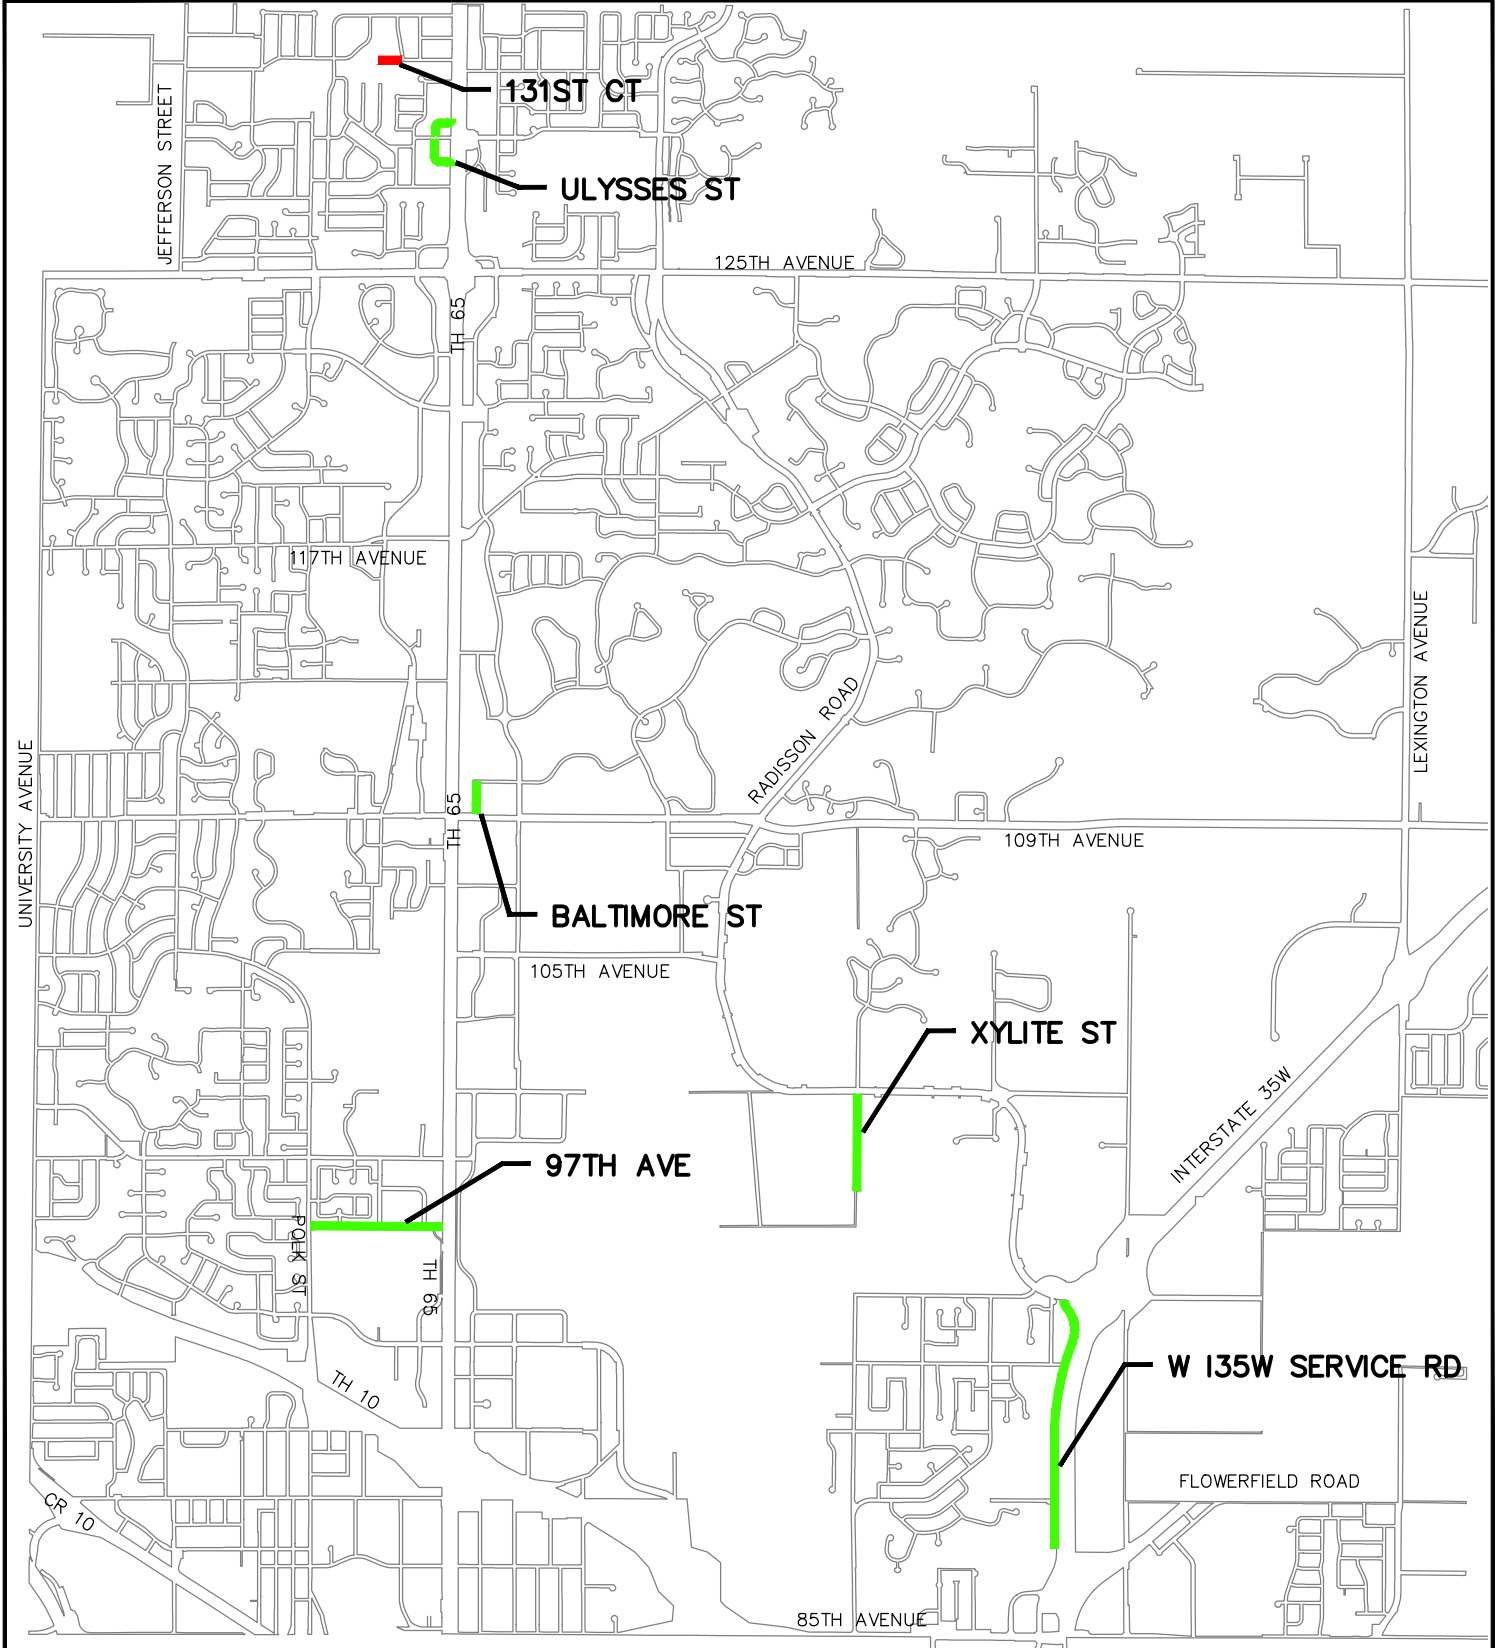 131ST CT
JEFFERSON STREET
ULYSSES ST
125TH AVENUE
TH 65
117TH AVENUE
LEXINGTON AVENUE
RADISSON ROAD
UNIVERSITY AVENUE
TH 65
109TH AVENUE
BALTIMORE ST
105TH AVENUE
XYLITE ST
INTERSTATE 35W
97TH AVE
POLK ST
TH 65
W I35W SERVICE RD
TH 10
FLOWERFIELD ROAD
CR 10
85TH AVENUE